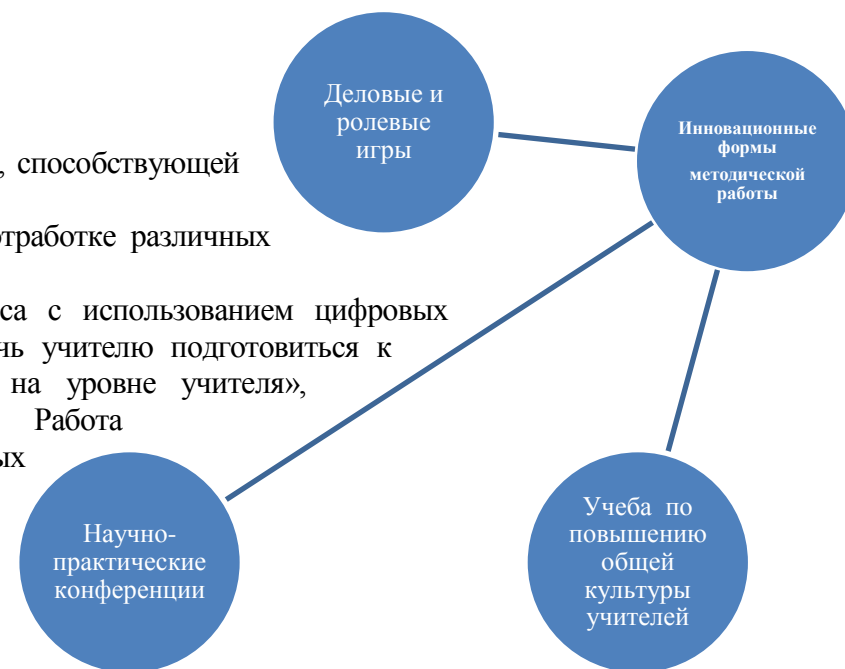 Деловые и
ролевые
игры
Инновационные
формы
методической
работы
, способствующей
отработке различных
са с использованием цифровых
чь учителю подготовиться к
на уровне учителя»,
Работа
ых
Научно-
практические
конференции
Учеба по
повышению
общей
культуры
учителей